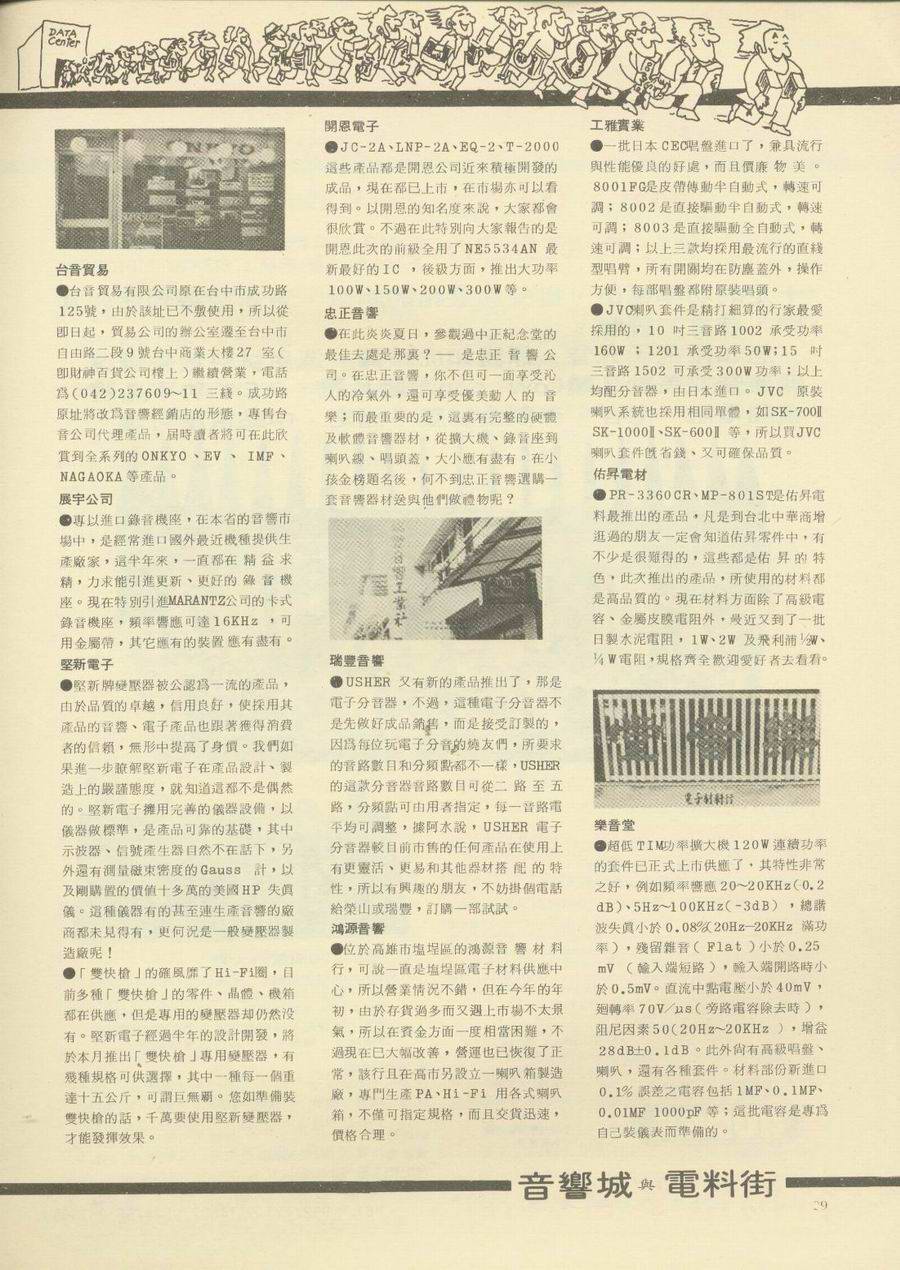 DATA
Center
ONKYO
台音貿易
●台音貿易有限公司原在台中市成功路
125號，由於該址已不敷使用，所以從
即日起，貿易公司的辦公室遷至台中市
自由路二段9號台中商業大樓27 室(
即財神百貨公司樓上)繼續營業，電話
為(042)237609～11 三綫。成功路
原址將改為音響經銷店的形態，專售台
音公司代理產品，屆時讀者將可在此欣
賞到全系列的ONKYO、EV 、 IMF、
NAGAOKA 等產品。
展宇公司
●專以進口錄音機座，在本省的音響市
場中，是經常進口國外最近機種提供生
產廠家，這半年來，一直都在 精 益 求
精，力求能引進更新、更好的 錄 音 機
座。現在特別引進MARANTZ公司的卡式
錄音機座，頻率響應可達16KHz ，可
用金屬帶，其它應有的裝置 應有盡有。
堅新電子
●堅新牌變壓器被公認為一流的產品，
由於品質的卓越，信用良好，使採用其
產品的音響、電子產品也跟著獲得消費
者的信賴，無形中提高了身價。我們如
果進一步瞭解堅新電子在產品設計、製
造上的嚴謹態度，就知道這都不是偶然
的。堅新電子擁用完善的儀器設備，以
儀器做標準，是產品可靠的基礎，其中
示波器、信號產生器自然不在話下，另
外還有測量磁束密度的Gauss 計，以
及剛購置的價值十多萬的美國HP 失眞
儀。這種儀器有的甚至連生產音響的廠
商都未見得有，更何況是一般變壓器製
造廠呢！
●「雙快槍」的確風靡了Hi-Fi圈，目
前多種「雙快槍」的零件、晶體、機箱
都在供應，但是專用的變壓器却仍然沒
有。堅新電子經過半年的設計開發，將
於本月推出「雙快槍」專用變壓器，有
幾種規格可供選擇，其中一種每一個重
達十五公斤，可謂巨無霸。您如準備裝
雙快槍的話，千萬要使用堅新變壓器，
才能發揮效果。
開恩電子
●JC-2A、LNP-2A、EQ-2、T-2000
這些產品都是開恩公司近來積極開發的
成品，現在都已上市，在市場亦可以看
得到。以開恩的知名度來說，大家都會
很欣賞。不過在此特別向大家報告的是
開恩此次的前級全用了NE5534AN 最
新最好的IC ，後級方面，推出大功率
100W、150W、200W、300W等。
忠正音響
●在此炎炎夏日，參觀過中正紀念堂的
最佳去處是那裏？── 是忠正 音 響 公
司。在忠正音響，你不但可一面享受沁
人的冷氣外，還可享受優美動人 的 音
樂；而最重要的是，這裏有完整的硬體
及軟體音響器材，從擴大機、錄音座到
喇叭線、唱頭蓋，大小應有盡有。在小
孩金榜題名後，何不到忠正音響選購一
套音響器材送與他們做禮物呢？
工業社
瑞豐音響
●USHER 又有新的產品推出了，那是
電子分音器，不過，這種電子分音器不
是先做好成品銷售，而是接受訂製的，
因為每位玩電子分音的燒友們，所要求
的音路數目和分頻點都不一樣，USHER
的這款分音器音路數目可從二 路 至 五
路，分頻點可由用者指定，每一音路電
平均可調整，據阿水說， USHER 電子
分音器較目前市售的任何產品在使用上
有更靈活、更易和其他器材搭 配 的 特
性，所以有興趣的朋友，不妨掛個電話
給榮山或瑞豐，訂購一部試試。
鴻源音響
●位於高雄市塩埕區的鴻源音 響 材 料
行，可說一直是塩埕區電子材料供應中
心，所以營業情況不錯，但在今年的年
初，由於存貨過多而又遇上市場不太景
氣，所以在資金方面一度相當困難，不
過現在已大幅改善，營運也已恢復了正
常，該行且在高市另設立一喇叭箱製造
廠，專門生產PA、Hi-Fi 用各式喇叭
箱，不僅可指定規格，而且交貨迅速，
價格合理。
工雅實業
●一批日本CEC唱盤進口了，兼具流行
與性能優良的好處，而且價廉 物 美 。
8001FG是皮帶傳動半自動式，轉速可
調；8002是直接驅動半自動式，轉速
可調；8003是直接驅動全自動式，轉
速可調；以上三款均採用最流行的直綫
型唱臂，所有開關均在防塵蓋外，操作
方便，每部唱盤都附原裝唱頭。
●JVC喇叭套件是精打細算的行家最愛
採用的，10 吋三音路1002 承受功率
160W ；1201 承受功率50W；15 吋
三音路1502 可承受300W功率；以上
均配分音器，由日本進口。JVC 原裝
喇叭系統也採用相同單體，如SK-700Ⅱ
SK-1000Ⅱ、SK-600Ⅱ 等，所以買JVC
喇叭套件旣省錢、又可確保品質。
佑昇電材
●PR-3360CR、MP-801ST是佑昇電
料最推出的產品，凡是到台北中華商增
逛過的朋友一定會知道佑昇零件中，有
不少是很難得的，這些都是佑 昇 的 特
色，此次推出的產品，所使用的材料都
是高品質的。現在材料方面除了高級電
容、金屬皮膜電阻外，最近又到了一批
日製水泥電阻，1W、2W 及飛利浦½W、
¼W電阻，規格齊全歡迎愛好者去看看。
電子材料行
樂音堂
●超低TIM功率擴大機120W連續功率
的套件已正式上市供應了，其特性非常
之好，例如頻率響應20～20KHz(0.2
dB)、5Hz～100KHz(-3dB) ，總諧
波失眞小於0.08%(20Hz—20KHz 滿功
率)，殘留雜音( Flat )小於0.25
mV (輸入端短路)，輸入端開路時小
於0.5mV。直流中點電壓小於40mV，
廻轉率70V/μs(旁路電容除去時)，
阻尼因素50(20Hz～20KHz )，增益
28dB±0.1dB。此外尚有高級唱盤、
喇叭，還有各種套件。材料部份新進口
0.1% 誤差之電容包括1MF、0.1MF、
0.01MF 1000pF等；這批電容是專為
自己裝儀表而準備的。
音響城與電料街
29